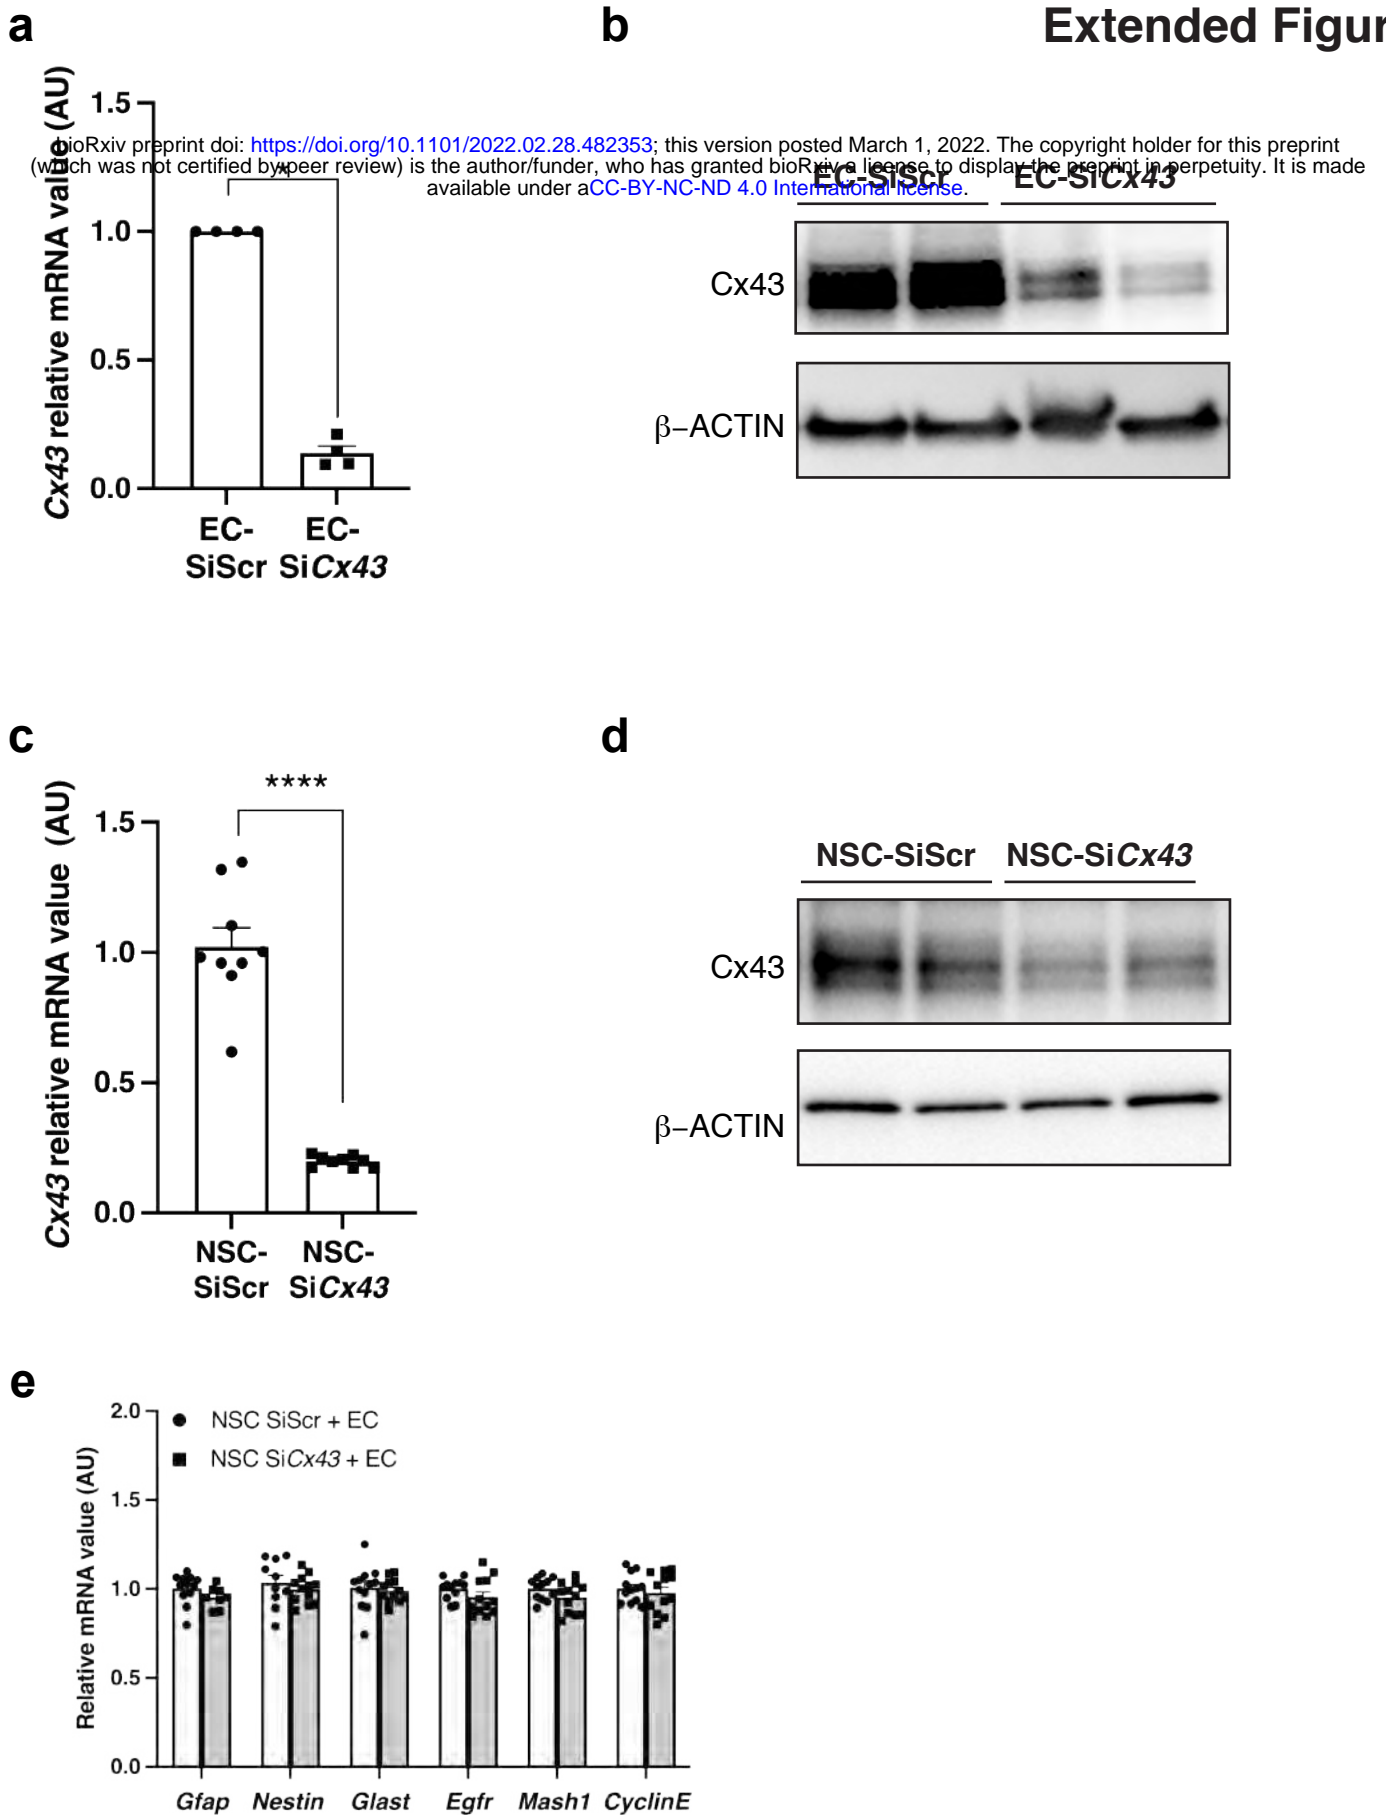 a
b
Extended Figur
bioRxiv preprint doi: https://doi.org/10.1101/2022.02.28.482353; this version posted March 1, 2022. The copyright holder for this preprint
(which was not certified by peer review) is the author/funder, who has granted bioRxiv a license to display the preprint in perpetuity. It is made
available under aCC-BY-NC-ND 4.0 International license.
Cx43 relative mRNA value (AU)
1.5
1.0
0.5
0.0
*
EC-
SiScr
EC-
SiCx43
EC-SiScr
EC-SiCx43
Cx43
β-ACTIN
c
d
Cx43 relative mRNA value (AU)
1.5
1.0
0.5
0.0
****
NSC-
SiScr
NSC-
SiCx43
NSC-SiScr
NSC-SiCx43
Cx43
β-ACTIN
e
Relative mRNA value (AU)
2.0
1.5
1.0
0.5
0.0
NSC SiScr + EC
NSC SiCx43 + EC
Gfap
Nestin
Glast
Egfr
Mash1
CyclinE